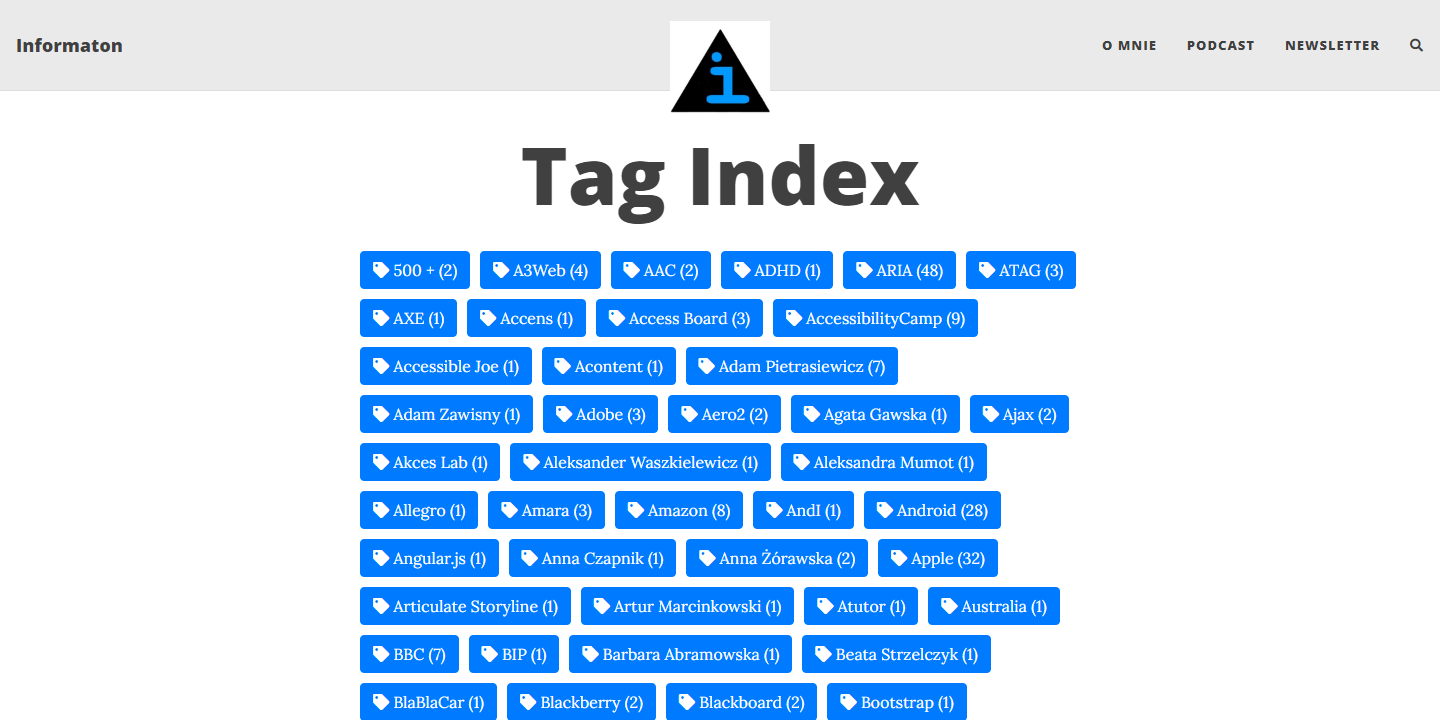 Informaton
i
O MNIE PODCAST NEWSLETTER
Tag Index
500 + (2) A3Web (4) AAC (2) ADHD (1) ARIA (48) ATAG (3)
AXE (1) Accens (1) Access Board (3) AccessibilityCamp (9)
Accessible Joe (1) Acontent (1) Adam Pietrasiewicz (7)
Adam Zawisny (1) Adobe (3) Aero2 (2) Agata Gawska (1) Ajax (2)
Akces Lab (1) Aleksander Waszkielewicz (1) Aleksandra Mumot (1)
Allegro (1) Amara (3) Amazon (8) AndI (1) Android (28)
Angular.js (1) Anna Czapnik (1) Anna Żórawska (2) Apple (32)
Articulate Storyline (1) Artur Marcinkowski (1) Atutor (1) Australia (1)
BBC (7) BIP (1) Barbara Abramowska (1) Beata Strzelczyk (1)
BlaBlaCar (1) Blackberry (2) Blackboard (2) Bootstrap (1)